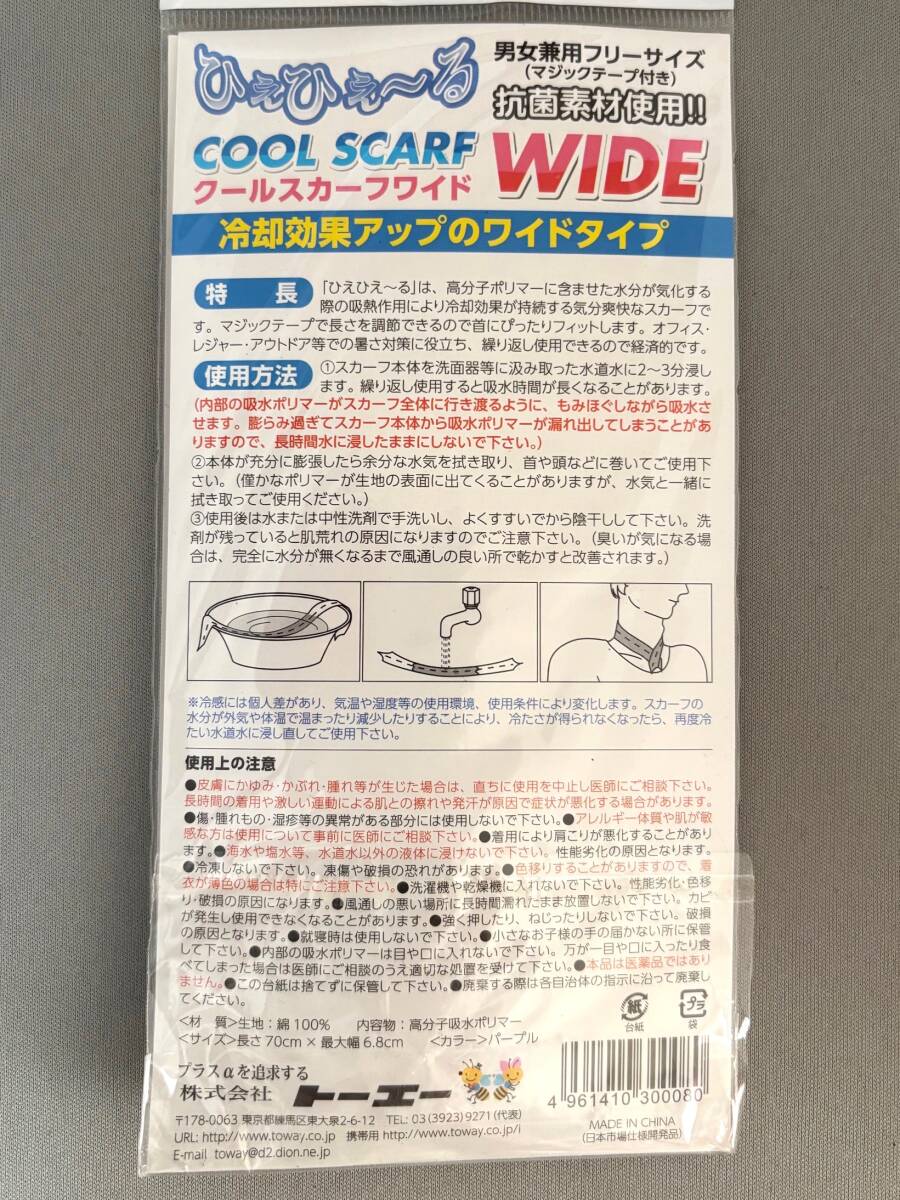 ひぇひぇ〜る
男女兼用フリーサイズ
(マジックテープ付き)
抗菌素材使用!!
COOL SCARF
クールスカーフワイド
WIDE
冷却効果アップのワイドタイプ
特長 「ひえひえ〜る」は、高分子ポリマーに含ませた水分が気化する
際の吸熱作用により冷却効果が持続する気分爽快なスカーフで
す。マジックテープで長さを調節できるので首にぴったりフィットします。オフィス・
レジャー・アウトドア等での暑さ対策に役立ち、繰り返し使用できるので経済的です。
使用方法 ①スカーフ本体を洗面器等に汲み取った水道水に2〜3分浸し
ます。繰り返し使用すると吸水時間が長くなることがあります。
(内部の吸水ポリマーがスカーフ全体に行き渡るように、もみほぐしながら吸水さ
せます。膨らみ過ぎてスカーフ本体から吸水ポリマーが漏れ出してしまうことがあ
りますので、長時間水に浸したままにしないで下さい。)
②本体が充分に膨張したら余分な水気を拭き取り、首や頭などに巻いてご使用下
さい。(僅かなポリマーが生地の表面に出てくることがありますが、水気と一緒に
拭き取ってご使用ください。)
③使用後は水または中性洗剤で手洗いし、よくすすいでから陰干しして下さい。洗
剤が残っていると肌荒れの原因になりますのでご注意下さい。(臭いが気になる場
合は、完全に水分が無くなるまで風通しの良い所で乾かすと改善されます。)
※冷感には個人差があり、気温や湿度等の使用環境、使用条件により変化します。スカーフの
水分が外気や体温で温まったり減少したりすることにより、冷たさが得られなくなったら、再度冷
たい水道水に浸し直してご使用下さい。
使用上の注意
●皮膚にかゆみ・かぶれ・腫れ等が生じた場合は、直ちに使用を中止し医師にご相談下さい。
長時間の着用や激しい運動による肌との擦れや発汗が原因で症状が悪化する場合があります。
●傷・腫れもの・湿疹等の異常がある部分には使用しないで下さい。●アレルギー体質や肌が敏
感な方は使用について事前に医師にご相談下さい。●着用により肩こりが悪化することがあり
ます。●海水や塩水等、水道水以外の液体に浸けないで下さい。性能劣化の原因となります。
●冷凍しないで下さい。凍傷や破損の恐れがあります。●色移りすることがありますので、着
衣が薄色の場合は特にご注意下さい。●洗濯機や乾燥機に入れないで下さい。性能劣化・色移
り・破損の原因になります。●風通しの悪い場所に長時間濡れたまま放置しないで下さい。カビ
が発生し使用できなくなることがあります。●強く押したり、ねじったりしないで下さい。破損
の原因となります。●就寝時は使用しないで下さい。●小さなお子様の手の届かない所に保管
して下さい。●内部の吸水ポリマーは目や口に入れないで下さい。万が一目や口に入ったり食
べてしまった場合は医師にご相談のうえ適切な処置を受けて下さい。●本品は医薬品ではあり
ません。●この台紙は捨てずに保管して下さい。●廃棄する際は各自治体の指示に沿って廃棄し
てください。
<材 質>生地:綿100% 内容物:高分子吸水ポリマー
<サイズ>長さ70cm×最大幅6.8cm <カラー>パープル
紙
台紙
プラ
袋
プラスαを追求する
株式会社 トーエー
〒178-0063 東京都練馬区東大泉2-6-12 TEL: 03(3923)9271(代表)
URL: http://www.toway.co.jp 携帯用 http://www.toway.co.jp/i
E-mail toway@d2.dion.ne.jp
4 961410 300080
MADE IN CHINA
(日本市場仕様開発品)